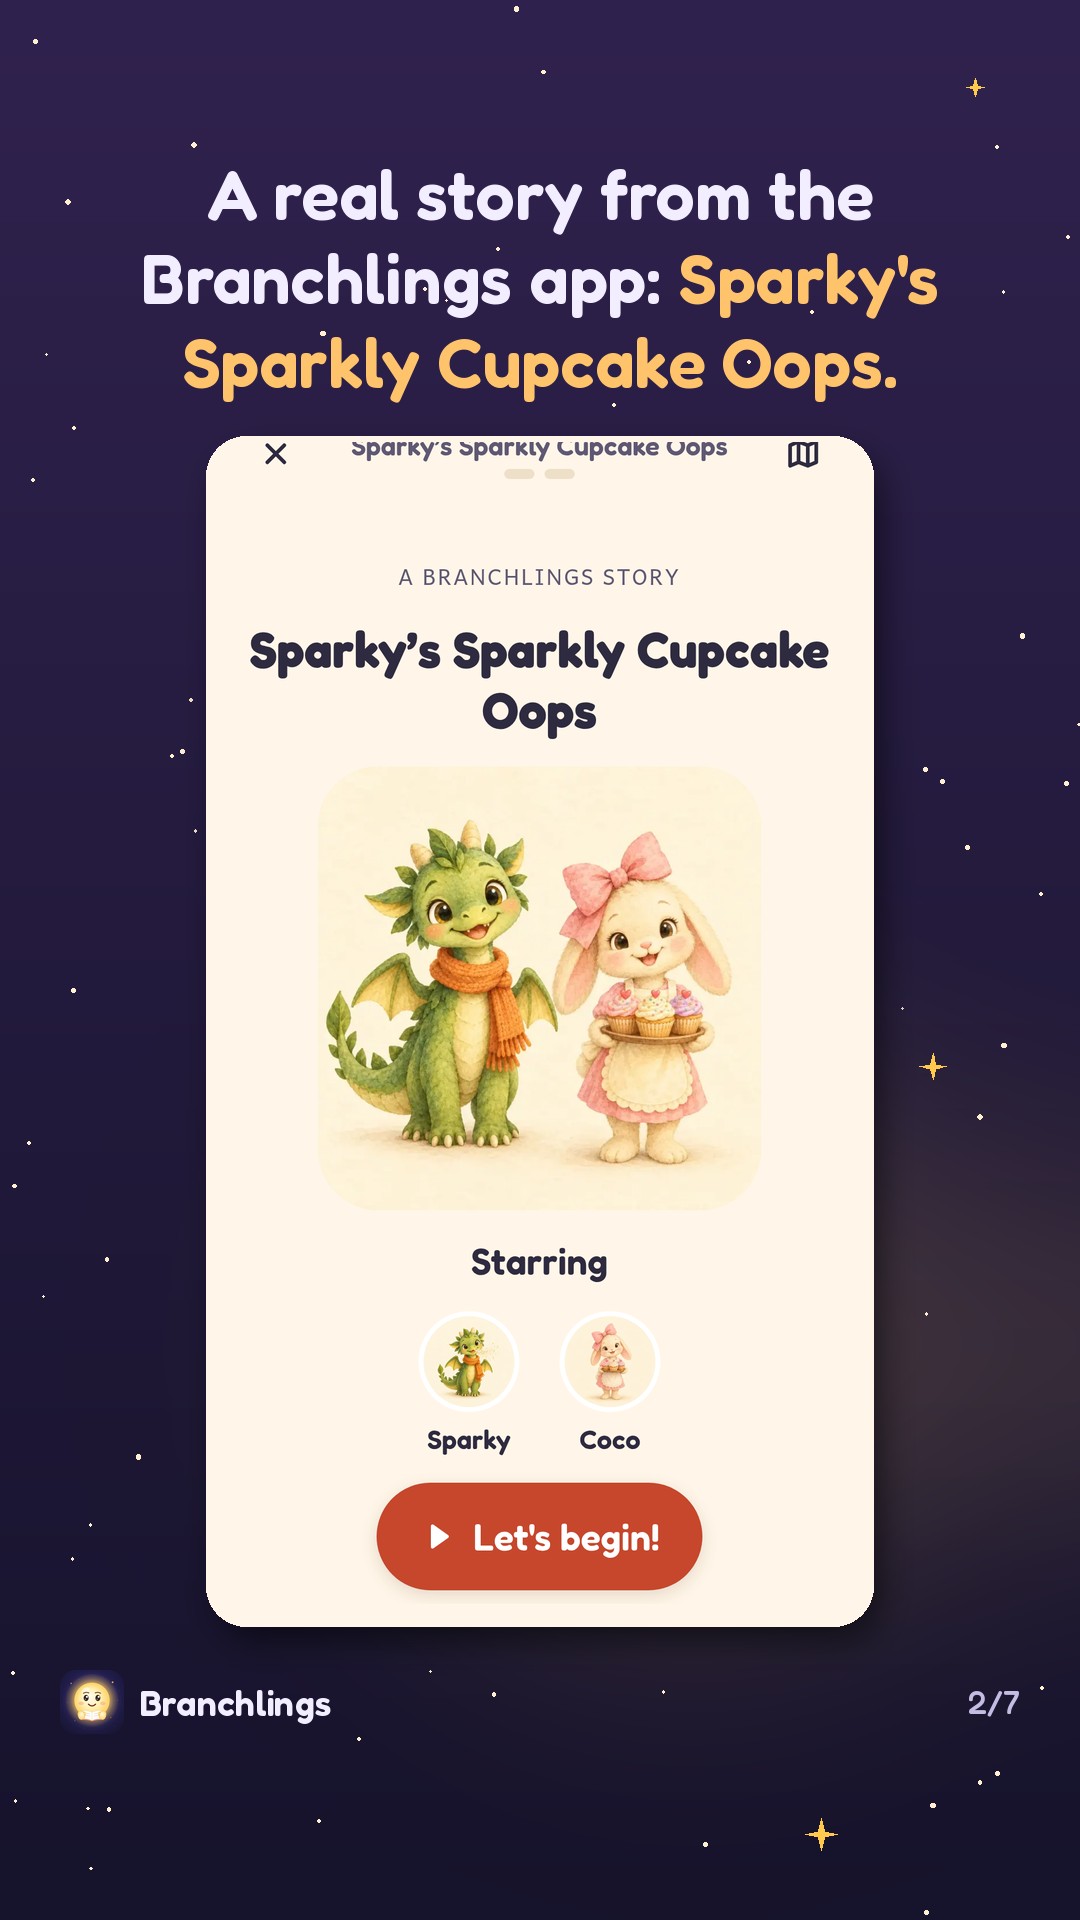 A real story from the
Branchlings app: Sparky's
Sparkly Cupcake Oops.
Sparky's Sparkly Cupcake Oops
A BRANCHLINGS STORY
Sparky’s Sparkly Cupcake
Oops
Starring
Sparky
Coco
Let's begin!
Branchlings
2/7